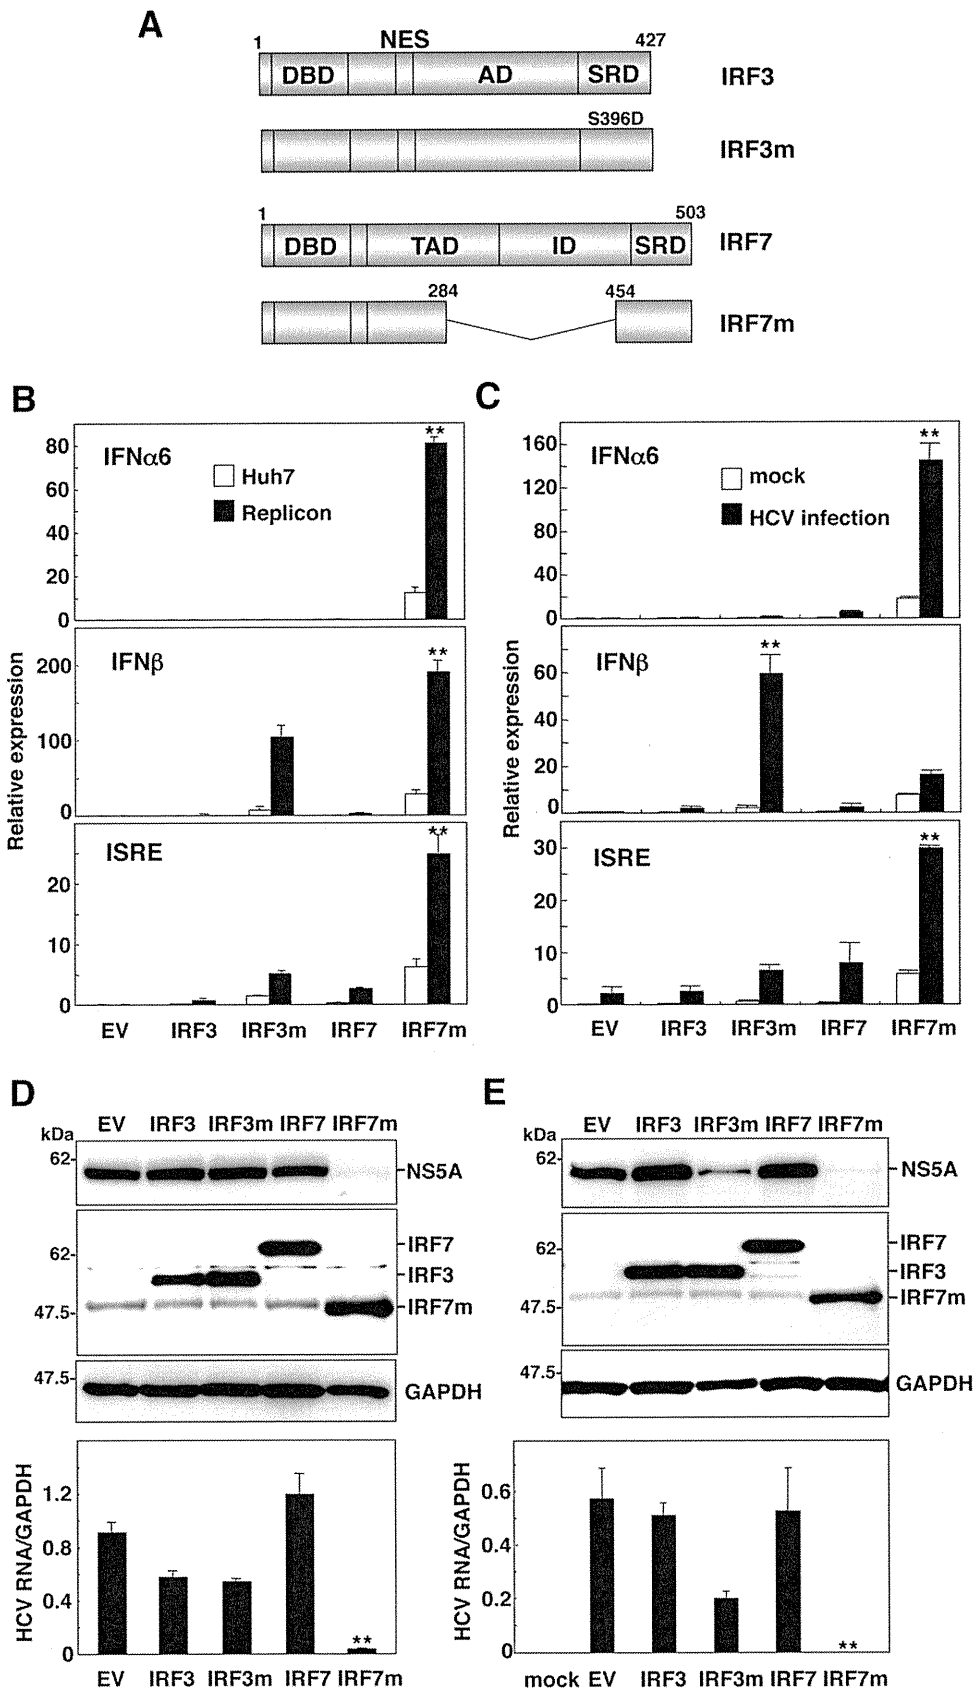 A
1 NES 427
DBD AD SRD IRF3
S396D
IRF3m
1 503
DBD TAD ID SRD IRF7
284 454
IRF7m
B
IFNα6
Huh7
Replicon
**
80
60
40
20
0
IFNβ
**
200
100
0
Relative expression
ISRE
**
20
10
0
EV IRF3 IRF3m IRF7 IRF7m
C
IFNα6
mock
HCV infection
**
160
120
80
40
0
IFNβ
**
60
40
20
0
Relative expression
ISRE
**
30
20
10
0
EV IRF3 IRF3m IRF7 IRF7m
D
EV IRF3 IRF3m IRF7 IRF7m
kDa
62- NS5A
IRF7
62-
IRF3
47.5- IRF7m
47.5-
GAPDH
HCV RNA/GAPDH
1.2
0.8
0.4
0
**
EV IRF3 IRF3m IRF7 IRF7m
E
EV IRF3 IRF3m IRF7 IRF7m
kDa
62- NS5A
IRF7
62-
IRF3
47.5- IRF7m
47.5-
GAPDH
HCV RNA/GAPDH
0.6
0.4
0.2
0
**
mock EV IRF3 IRF3m IRF7 IRF7m